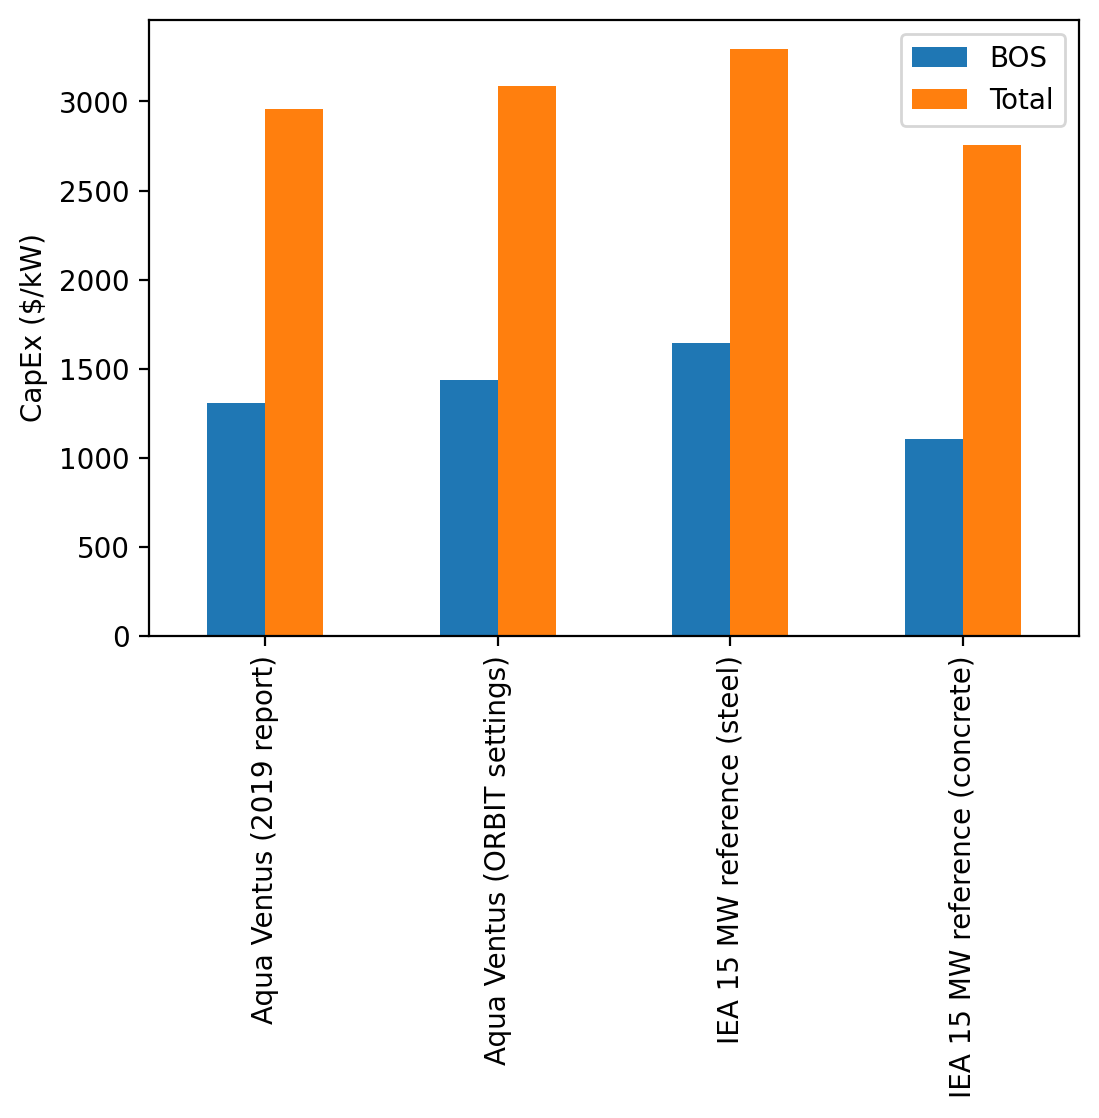 BOS
Total
CapEx ($/kW)
3000
2500
2000
1500
1000
500
0
Aqua Ventus (2019 report)
Aqua Ventus (ORBIT settings)
IEA 15 MW reference (steel)
IEA 15 MW reference (concrete)